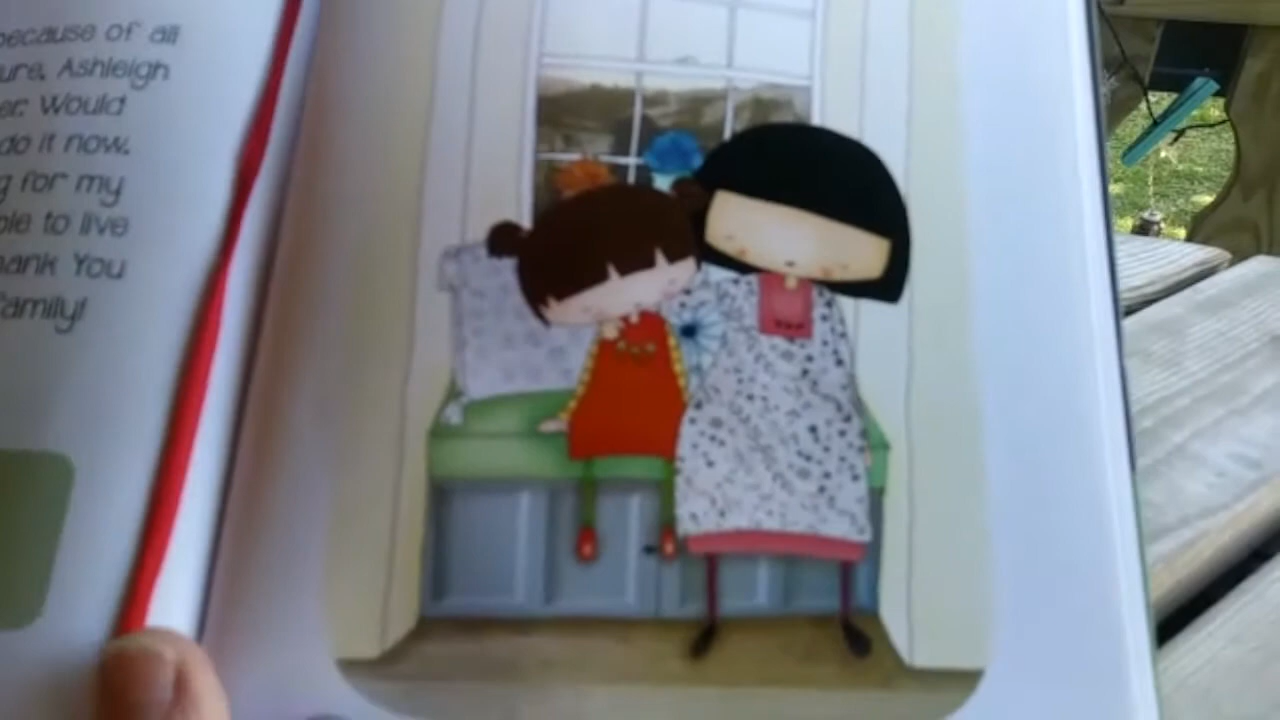 because of all
ure. Ashleigh
er. Would
do it now.
g for my
ple to live
hank You
Family!